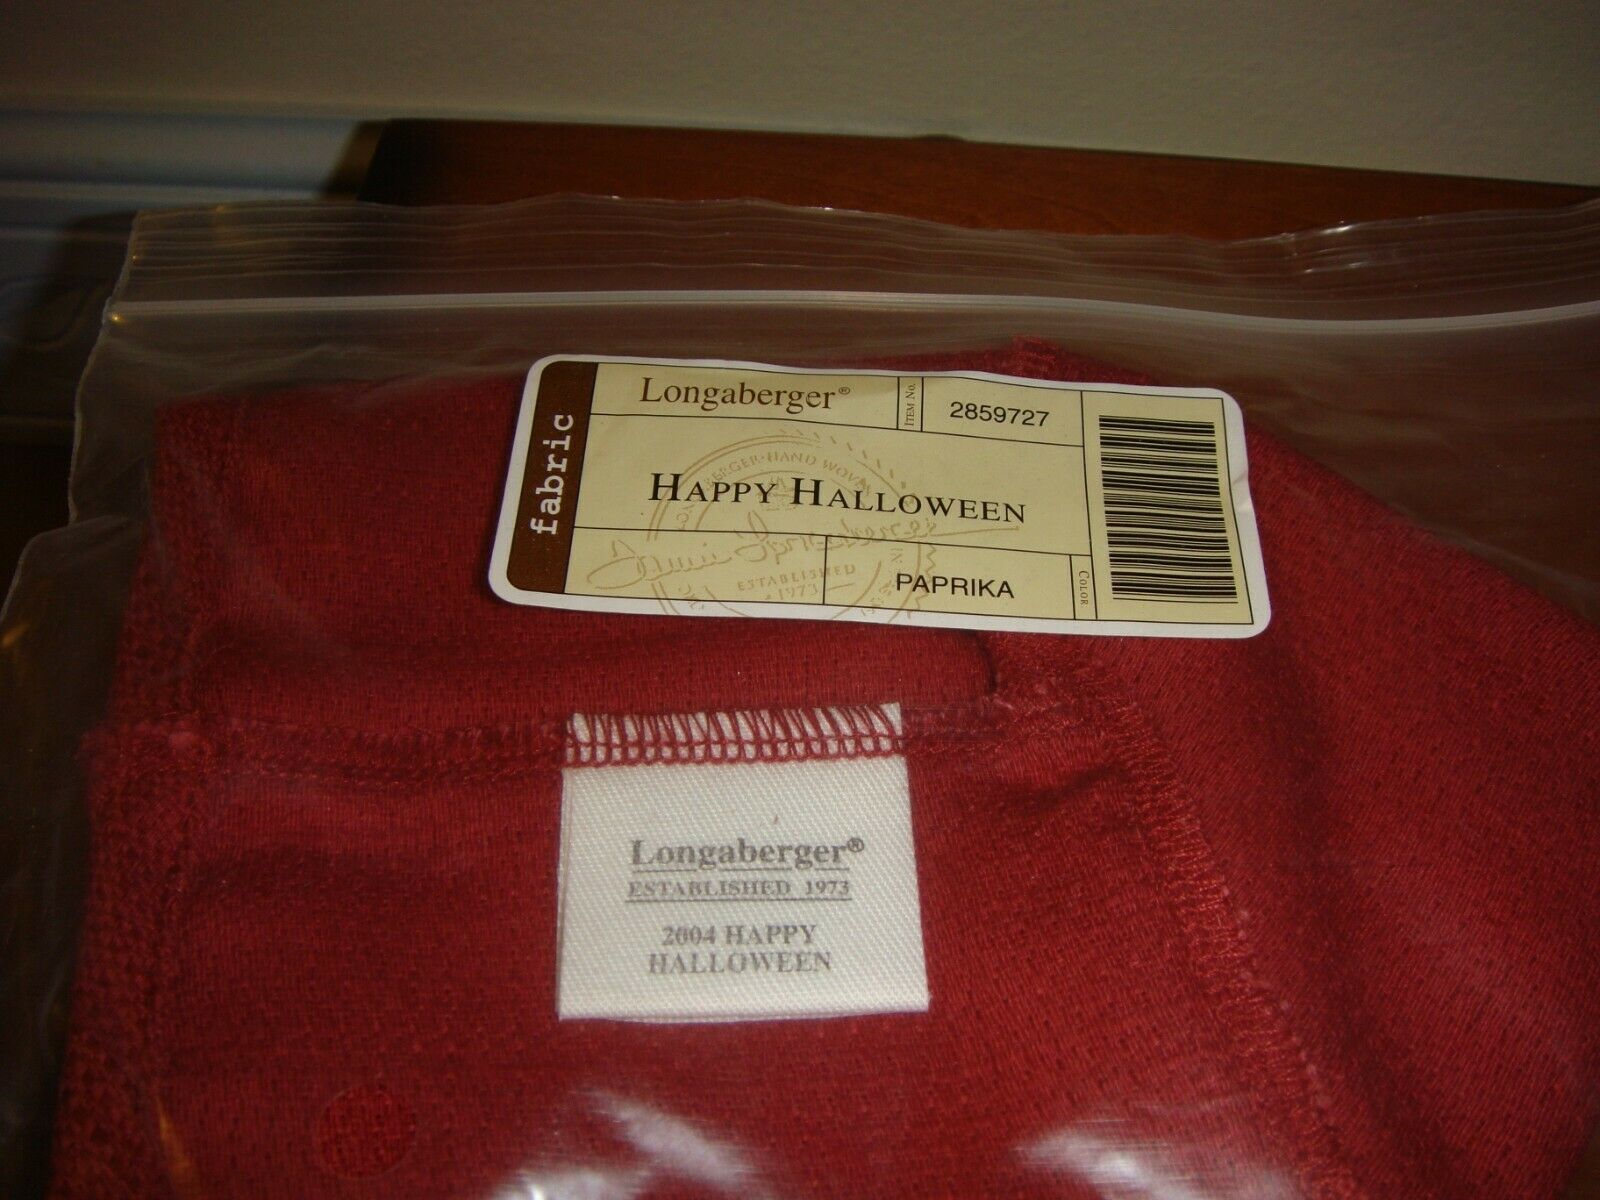 fabric
Longaberger®
ITEM No.
2859727
HAPPY HALLOWEEN
ESTABLISHED
1973
PAPRIKA
COLOR
Longaberger®
ESTABLISHED 1973
2004 HAPPY
HALLOWEEN